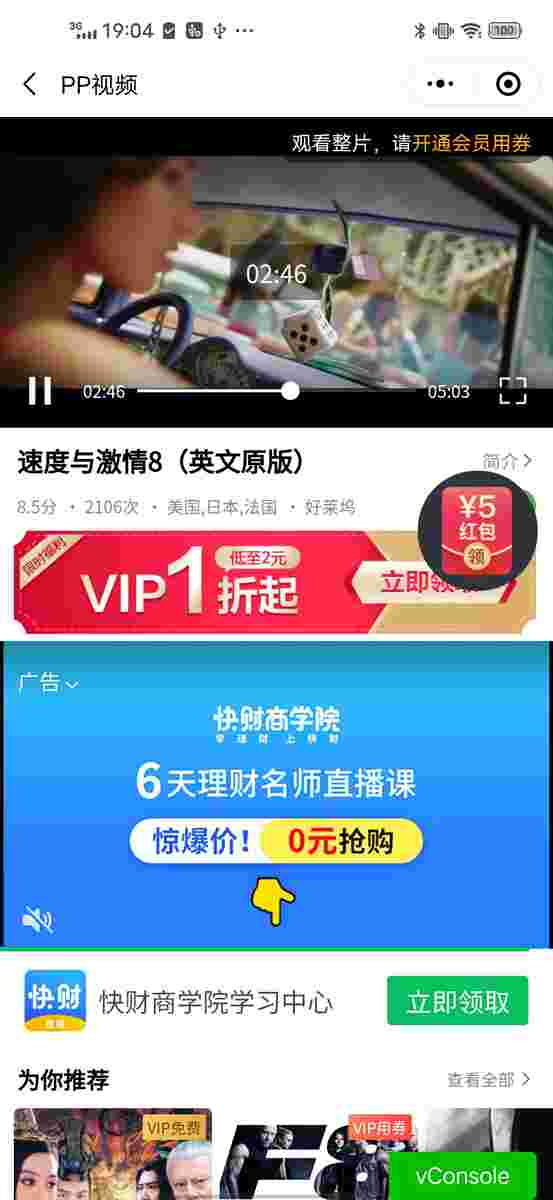 3G 19:04 100
PP视频
观看整片，请开通会员用券
02:46
02:46 05:03
速度与激情8（英文原版）
简介
8.5分 · 2106次 · 美国,日本,法国 · 好莱坞
¥5
红包
领
限时福利
VIP1折起
低至2元
立即领取
广告
快财商学院
学理财 上快财
6天理财名师直播课
惊爆价！ 0元抢购
快财
快财商学院学习中心
立即领取
为你推荐
查看全部
VIP免费
VIP用券
F8
vConsole